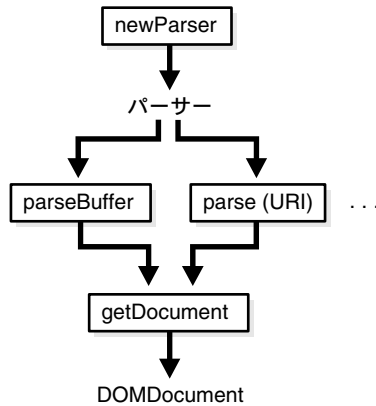 newParser
パーサー
parseBuffer
parse (URI)
. . .
getDocument
DOMDocument